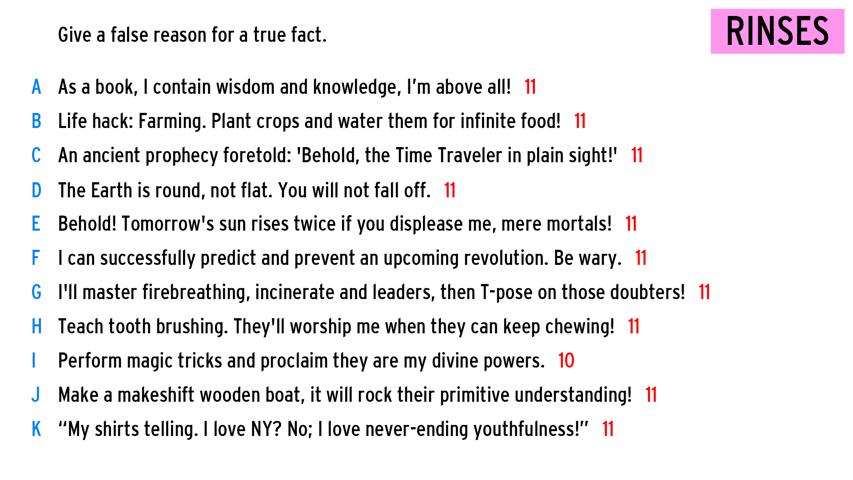 RINSES
Give a false reason for a true fact.
A As a book, I contain wisdom and knowledge, I'm above all! 11
B Life hack: Farming. Plant crops and water them for infinite food! 11
C An ancient prophecy foretold: 'Behold, the Time Traveler in plain sight!' 11
D The Earth is round, not flat. You will not fall off. 11
E Behold! Tomorrow's sun rises twice if you displease me, mere mortals! 11
F I can successfully predict and prevent an upcoming revolution. Be wary. 11
G I'll master firebreathing, incinerate and leaders, then T-pose on those doubters! 11
H Teach tooth brushing. They'll worship me when they can keep chewing! 11
I Perform magic tricks and proclaim they are my divine powers. 10
J Make a makeshift wooden boat, it will rock their primitive understanding! 11
K “My shirts telling. I love NY? No; I love never-ending youthfulness!” 11